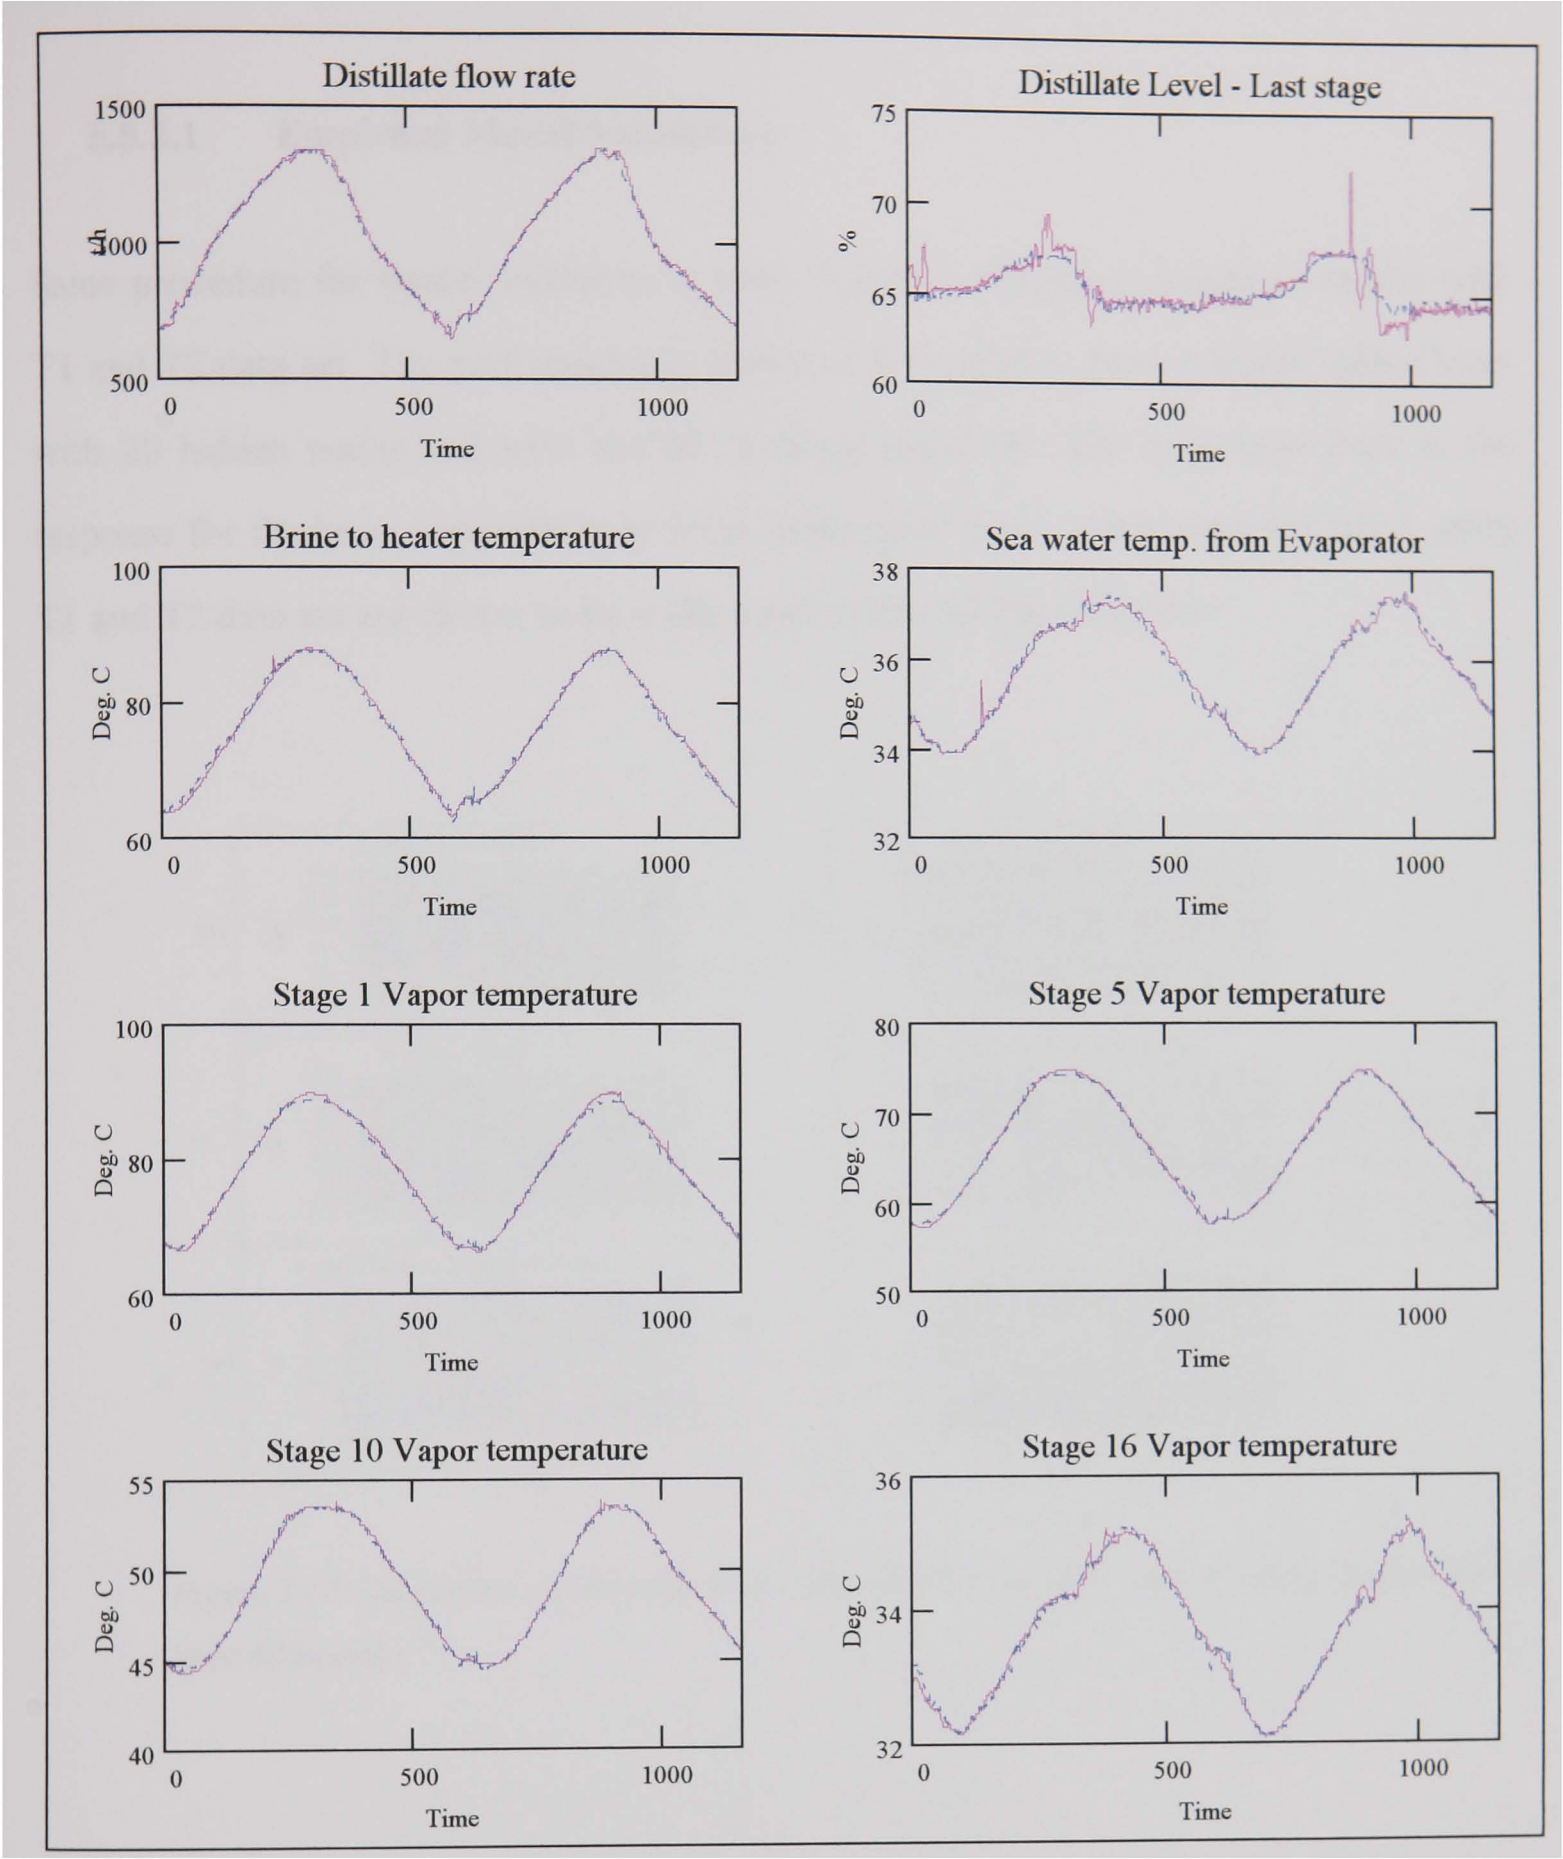 Distillate flow rate
1500
1000
500
t/h
0 500 1000
Time
Distillate Level - Last stage
75
70
65
60
%
0 500 1000
Time
Brine to heater temperature
100
80
60
Deg. C
0 500 1000
Time
Sea water temp. from Evaporator
38
36
34
32
Deg. C
0 500 1000
Time
Stage 1 Vapor temperature
100
80
60
Deg. C
0 500 1000
Time
Stage 5 Vapor temperature
80
70
60
50
Deg. C
0 500 1000
Time
Stage 10 Vapor temperature
55
50
45
40
Deg. C
0 500 1000
Time
Stage 16 Vapor temperature
36
34
32
Deg. C
0 500 1000
Time